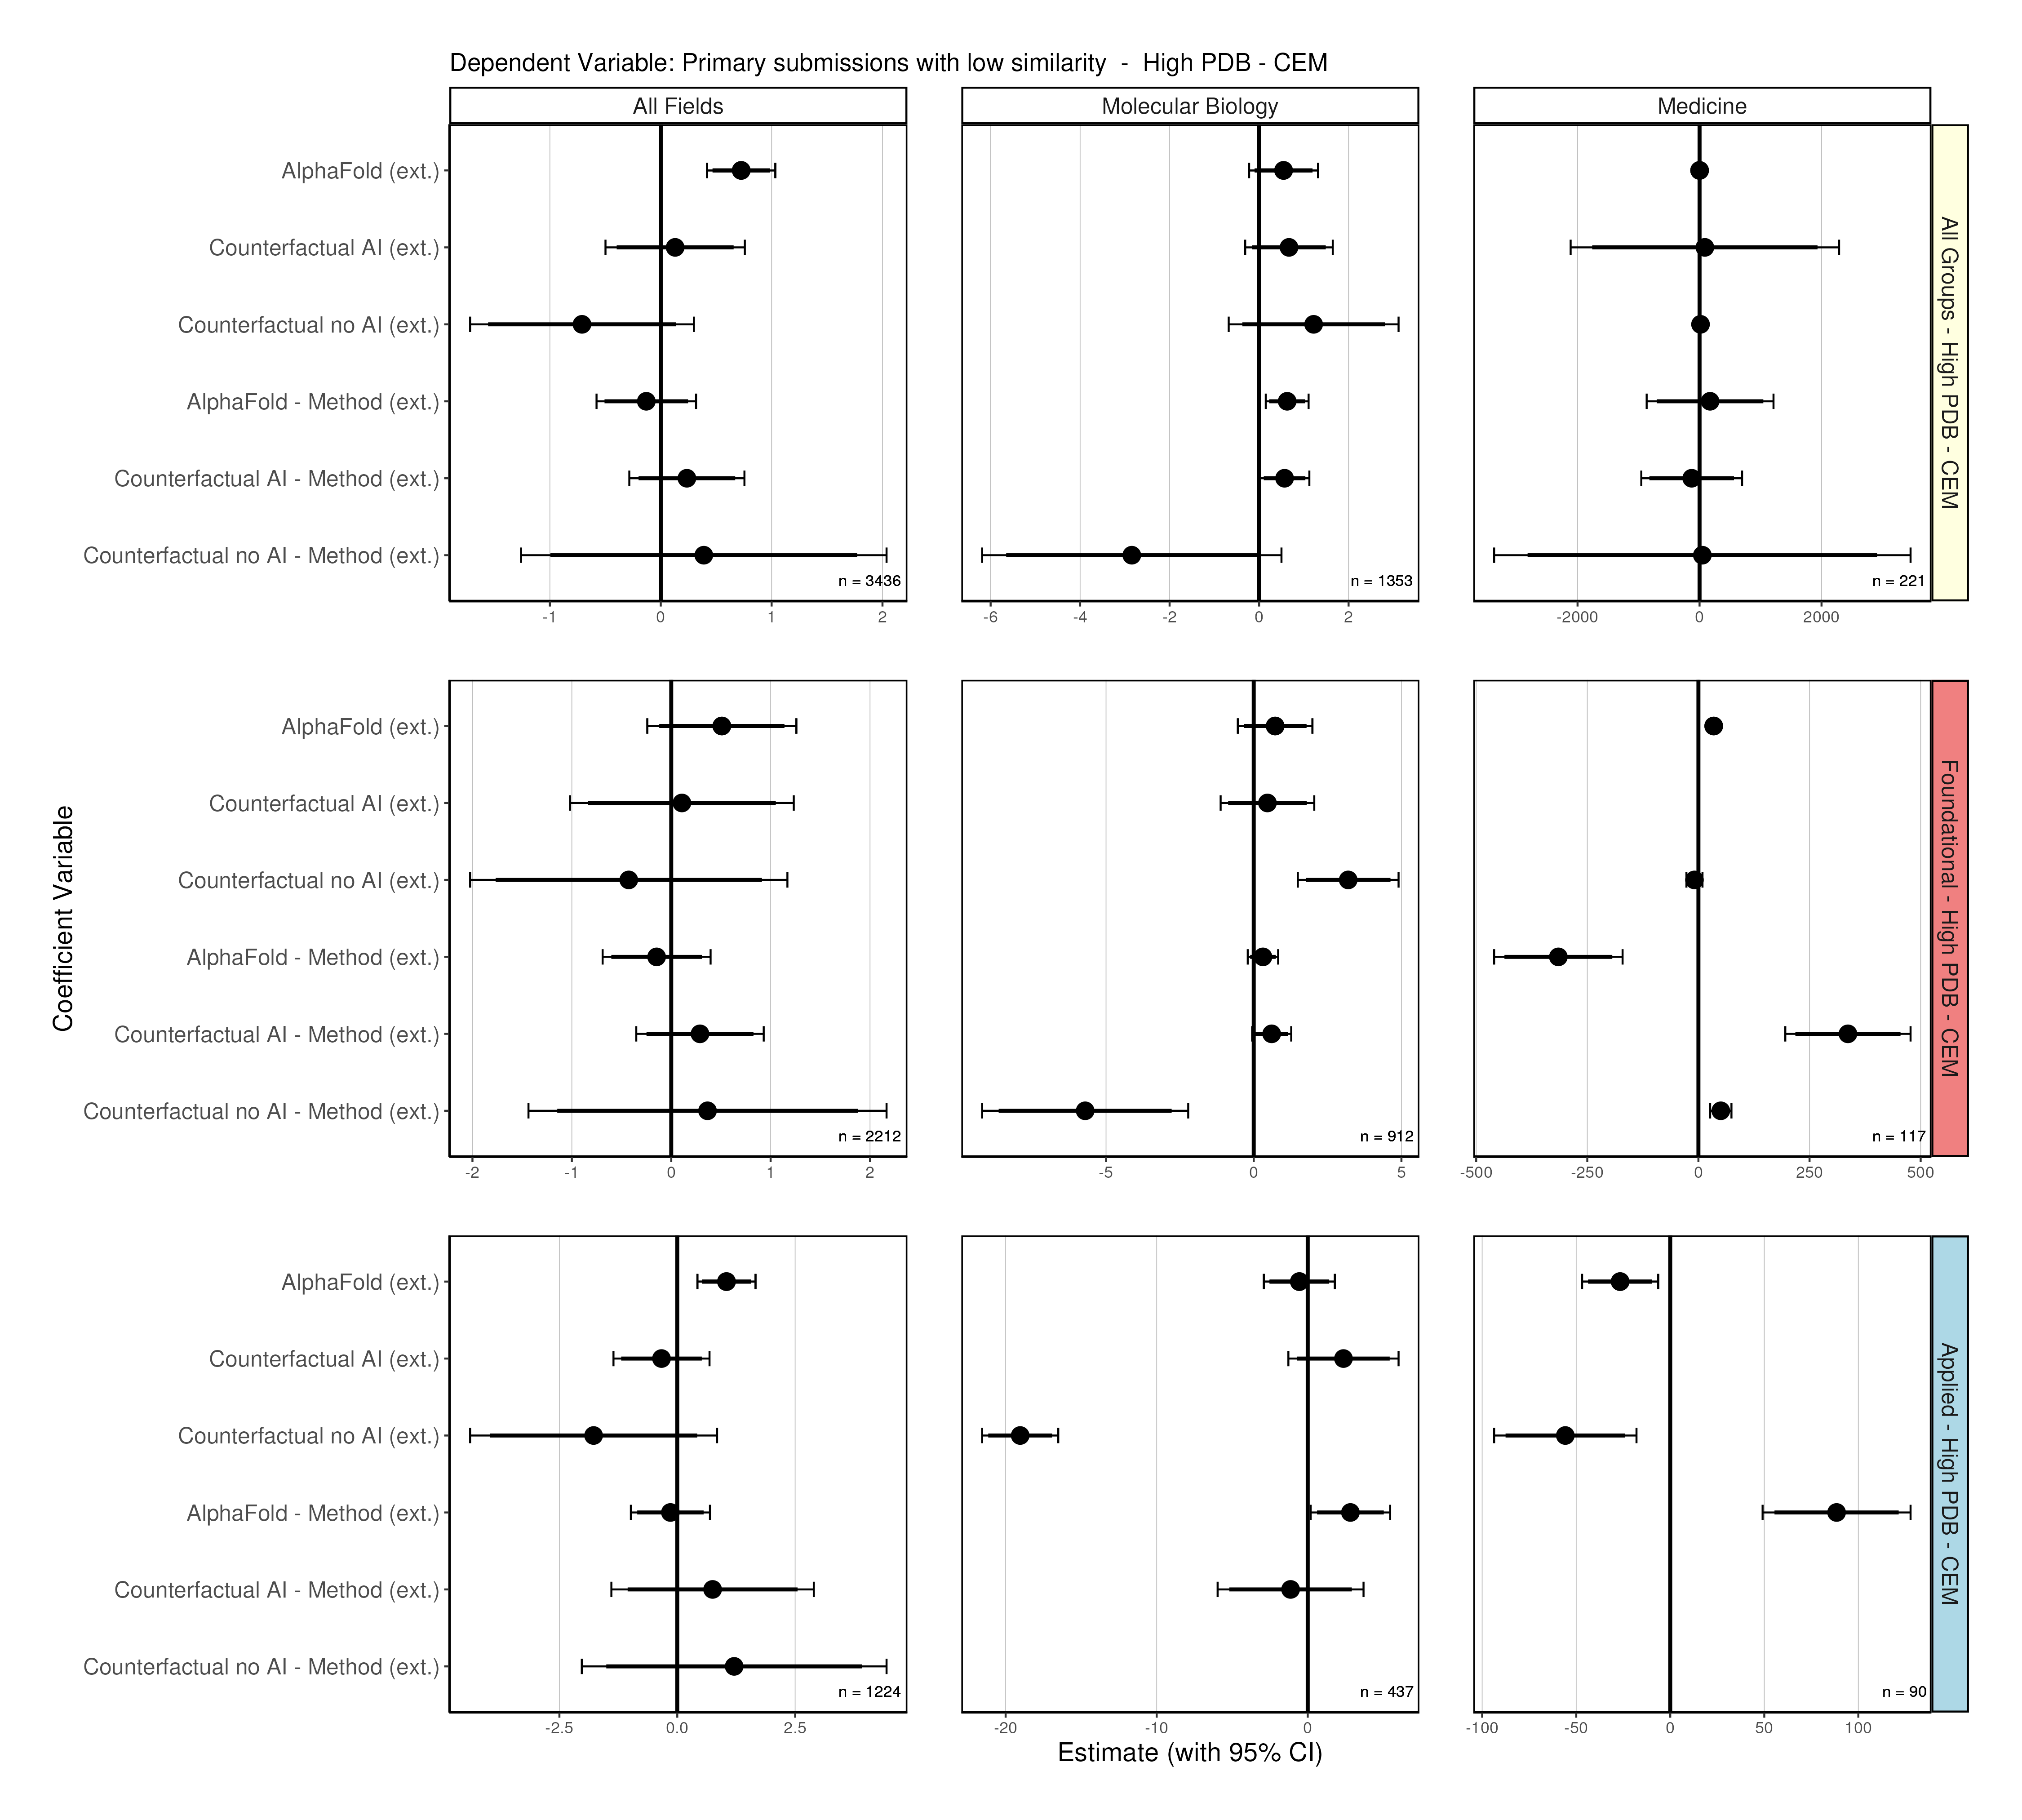 Dependent Variable: Primary submissions with low similarity - High PDB - CEM
All Fields
Molecular Biology
Medicine
AlphaFold (ext.)
Counterfactual AI (ext.)
Counterfactual no AI (ext.)
AlphaFold - Method (ext.)
Counterfactual AI - Method (ext.)
Counterfactual no AI - Method (ext.)
n = 3436
n = 1353
n = 221
-1 0 1 2
-6 -4 -2 0 2
-2000 0 2000
All Groups - High PDB - CEM
AlphaFold (ext.)
Counterfactual AI (ext.)
Counterfactual no AI (ext.)
AlphaFold - Method (ext.)
Counterfactual AI - Method (ext.)
Counterfactual no AI - Method (ext.)
n = 2212
n = 912
n = 117
-2 -1 0 1 2
-5 0 5
-500 -250 0 250 500
Foundational - High PDB - CEM
Coefficient Variable
AlphaFold (ext.)
Counterfactual AI (ext.)
Counterfactual no AI (ext.)
AlphaFold - Method (ext.)
Counterfactual AI - Method (ext.)
Counterfactual no AI - Method (ext.)
n = 1224
n = 437
n = 90
-2.5 0.0 2.5
-20 -10 0
-100 -50 0 50 100
Applied - High PDB - CEM
Estimate (with 95% CI)